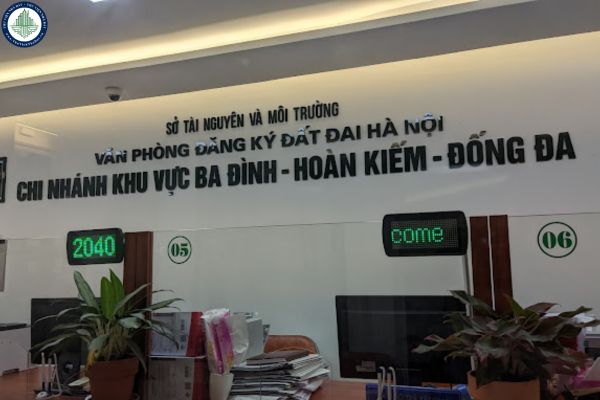 SỞ TÀI NGUYÊN VÀ MÔI TRƯỜNG
VĂN PHÒNG ĐĂNG KÝ ĐẤT ĐAI HÀ NỘI
CHI NHÁNH KHU VỰC BA ĐÌNH - HOÀN KIẾM - ĐỐNG ĐA
2040
05
come
06